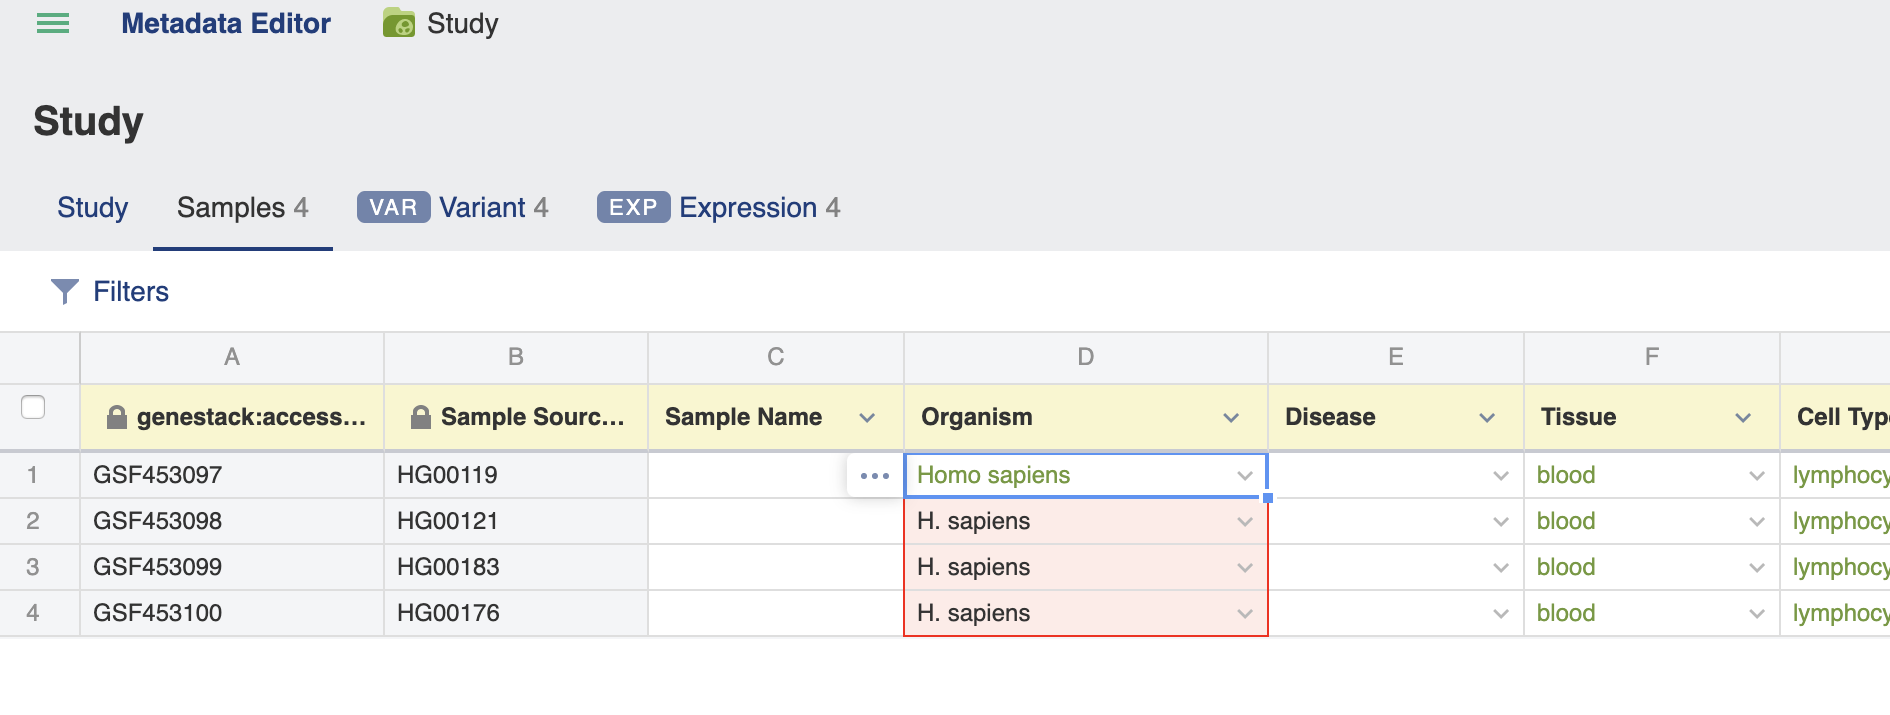 Metadata Editor Study
Study
Study Samples 4 VAR Variant 4 EXP Expression 4
Filters
A B C D E F
genestack:access... Sample Sourc... Sample Name Organism Disease Tissue Cell Typ
1 GSF453097 HG00119 ••• Homo sapiens blood lymphocy
2 GSF453098 HG00121 H. sapiens blood lymphocy
3 GSF453099 HG00183 H. sapiens blood lymphocy
4 GSF453100 HG00176 H. sapiens blood lymphocy